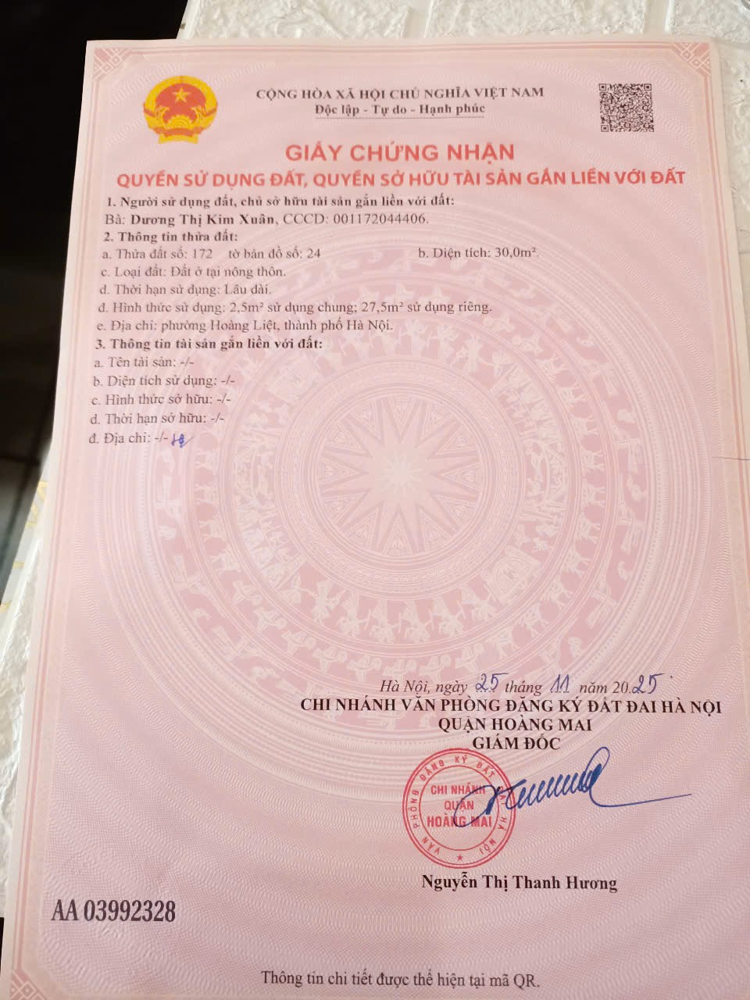 CỘNG HÒA XÃ HỘI CHỦ NGHĨA VIỆT NAM
Độc lập - Tự do - Hạnh phúc
GIẤY CHỨNG NHẬN
QUYỀN SỬ DỤNG ĐẤT, QUYỀN SỞ HỮU TÀI SẢN GẮN LIỀN VỚI ĐẤT
1. Người sử dụng đất, chủ sở hữu tài sản gắn liền với đất:
Bà: Dương Thị Kim Xuân, CCCD: 001172044406.
2. Thông tin thửa đất:
a. Thửa đất số: 172 tờ bản đồ số: 24 b. Diện tích: 30,0m².
c. Loại đất: Đất ở tại nông thôn.
d. Thời hạn sử dụng: Lâu dài.
đ. Hình thức sử dụng: 2,5m² sử dụng chung; 27,5m² sử dụng riêng.
e. Địa chỉ: phường Hoàng Liệt, thành phố Hà Nội.
3. Thông tin tài sản gắn liền với đất:
a. Tên tài sản: -/-
b. Diện tích sử dụng: -/-
c. Hình thức sở hữu: -/-
d. Thời hạn sở hữu: -/-
đ. Địa chỉ: -/-
Hà Nội, ngày 25 tháng 11 năm 2025
CHI NHÁNH VĂN PHÒNG ĐĂNG KÝ ĐẤT ĐAI HÀ NỘI
QUẬN HOÀNG MAI
GIÁM ĐỐC
VĂN PHÒNG ĐĂNG KÝ ĐẤT ĐAI HÀ NỘI
CHI NHÁNH
QUẬN
HOÀNG MAI
Nguyễn Thị Thanh Hương
AA 03992328
Thông tin chi tiết được thể hiện tại mã QR.